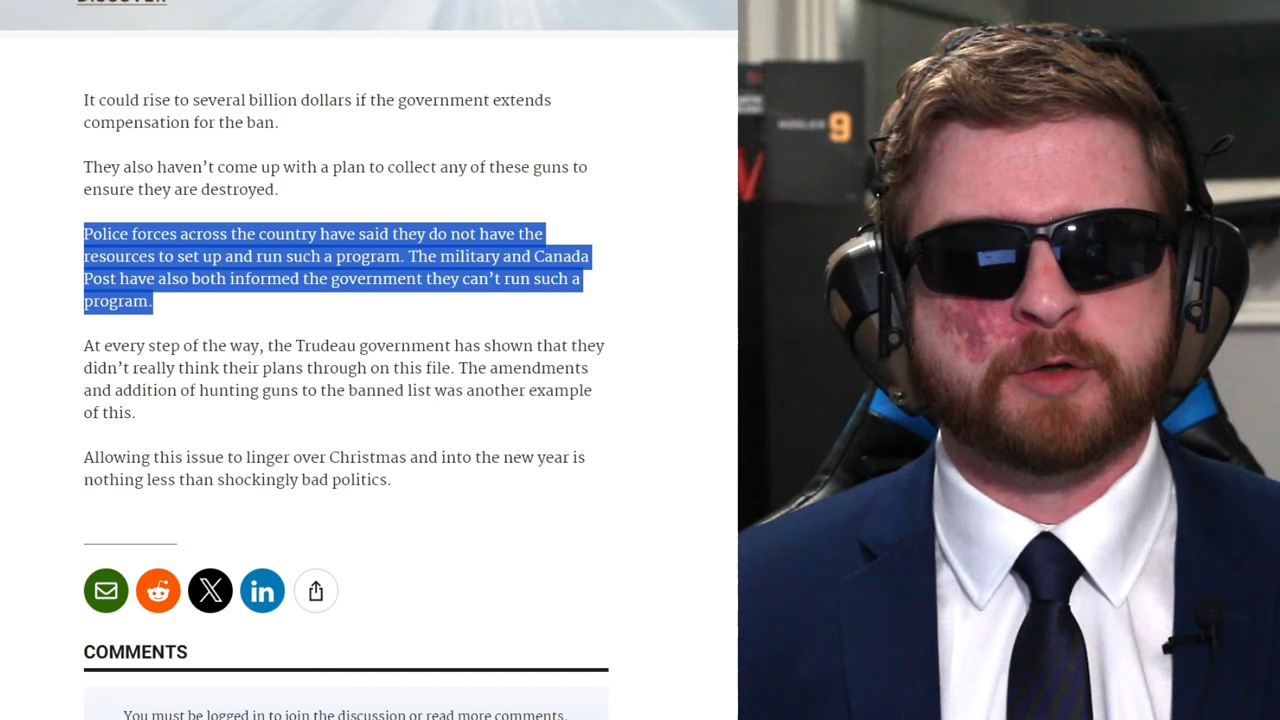 DISCOVER
It could rise to several billion dollars if the government extends
compensation for the ban.
They also haven’t come up with a plan to collect any of these guns to
ensure they are destroyed.
Police forces across the country have said they do not have the
resources to set up and run such a program. The military and Canada
Post have also both informed the government they can’t run such a
program.
At every step of the way, the Trudeau government has shown that they
didn’t really think their plans through on this file. The amendments
and addition of hunting guns to the banned list was another example
of this.
Allowing this issue to linger over Christmas and into the new year is
nothing less than shockingly bad politics.
in
COMMENTS
You must be logged in to join the discussion or read more comments.
9